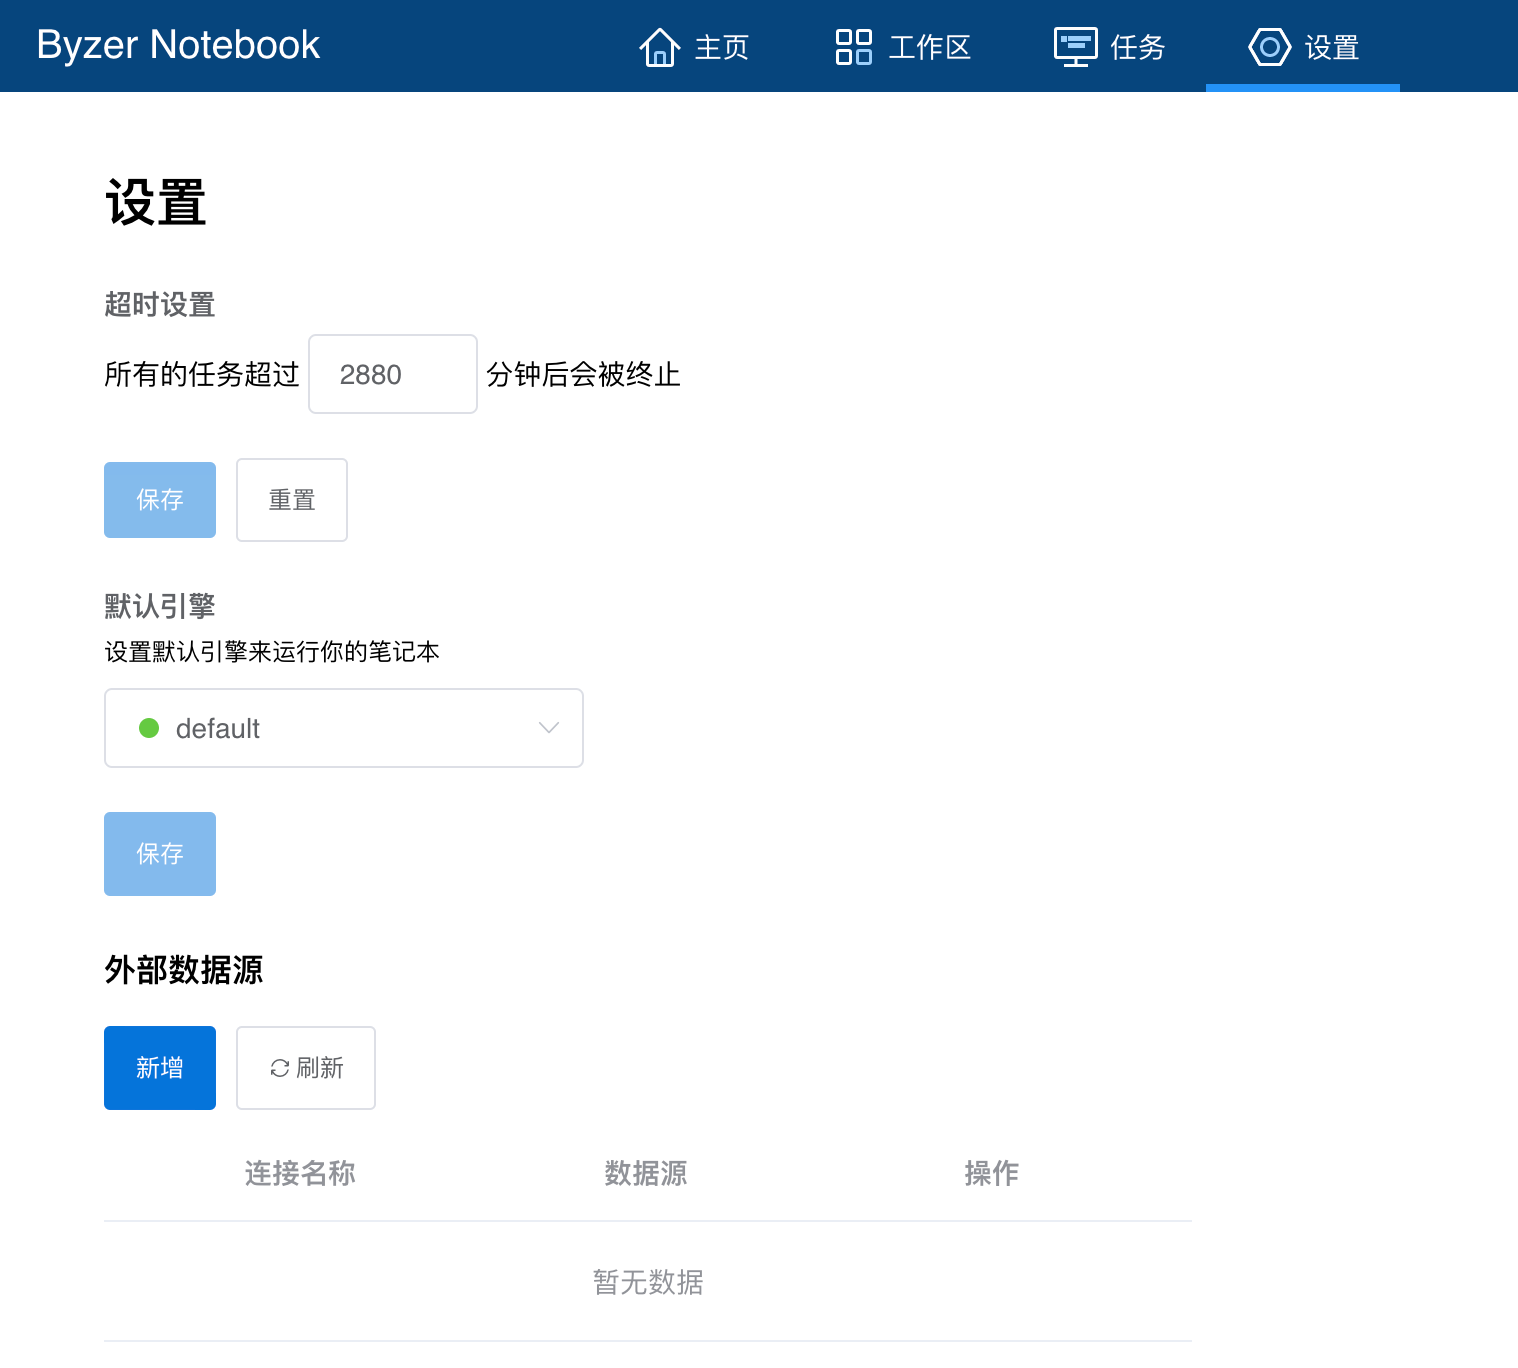 Byzer Notebook 主页 工作区 任务 设置
设置
超时设置
所有的任务超过 2880 分钟后会被终止
保存 重置
默认引擎
设置默认引擎来运行你的笔记本
default
保存
外部数据源
新增 刷新
连接名称 数据源 操作
暂无数据